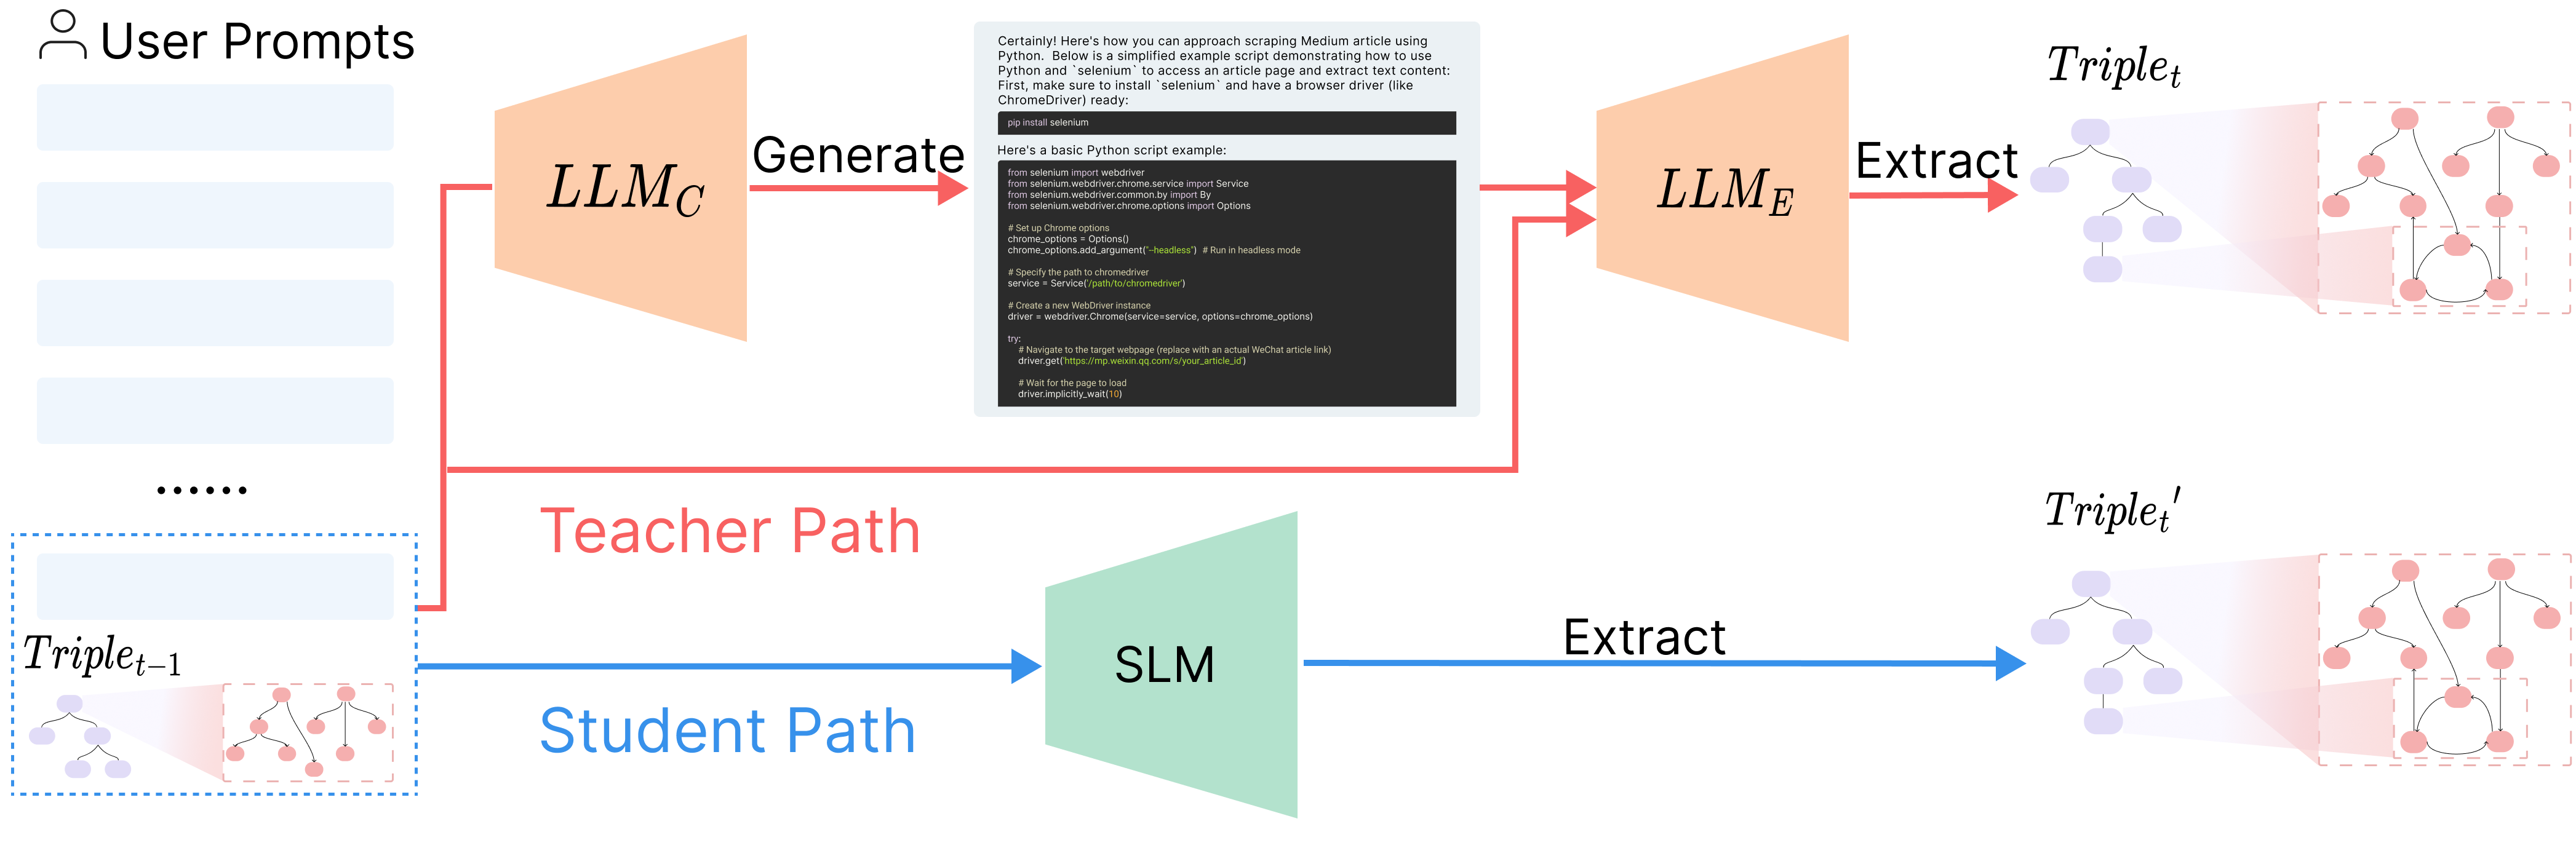 User Prompts
......
Triple_{t-1}
LLM_C
Generate
Certainly! Here's how you can approach scraping Medium article using
Python.  Below is a simplified example script demonstrating how to use
Python and `selenium` to access an article page and extract text content:
First, make sure to install `selenium` and have a browser driver (like
ChromeDriver) ready:
pip install selenium
Here's a basic Python script example:
from selenium import webdriver
from selenium.webdriver.chrome.service import Service
from selenium.webdriver.common.by import By
from selenium.webdriver.chrome.options import Options
# Set up Chrome options
chrome_options = Options()
chrome_options.add_argument("--headless")  # Run in headless mode
# Specify the path to chromedriver
service = Service('/path/to/chromedriver')
# Create a new WebDriver instance
driver = webdriver.Chrome(service=service, options=chrome_options)
try:
    # Navigate to the target webpage (replace with an actual WeChat article link)
    driver.get('https://mp.weixin.qq.com/s/your_article_id')
    # Wait for the page to load
    driver.implicitly_wait(10)
LLM_E
Extract
Triple_t
Teacher Path
Student Path
SLM
Extract
Triple_t'